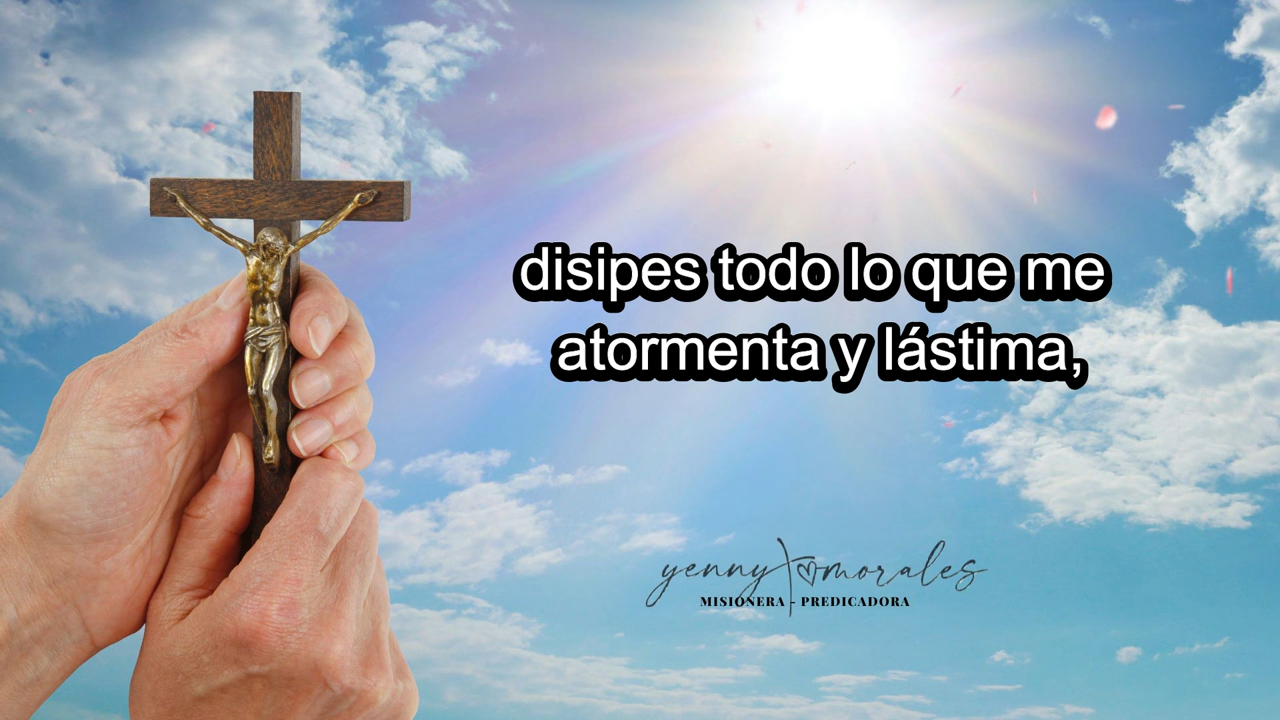 disipes todo lo que me
atormenta y lástima,
yenny morales
MISIONERA - PREDICADORA